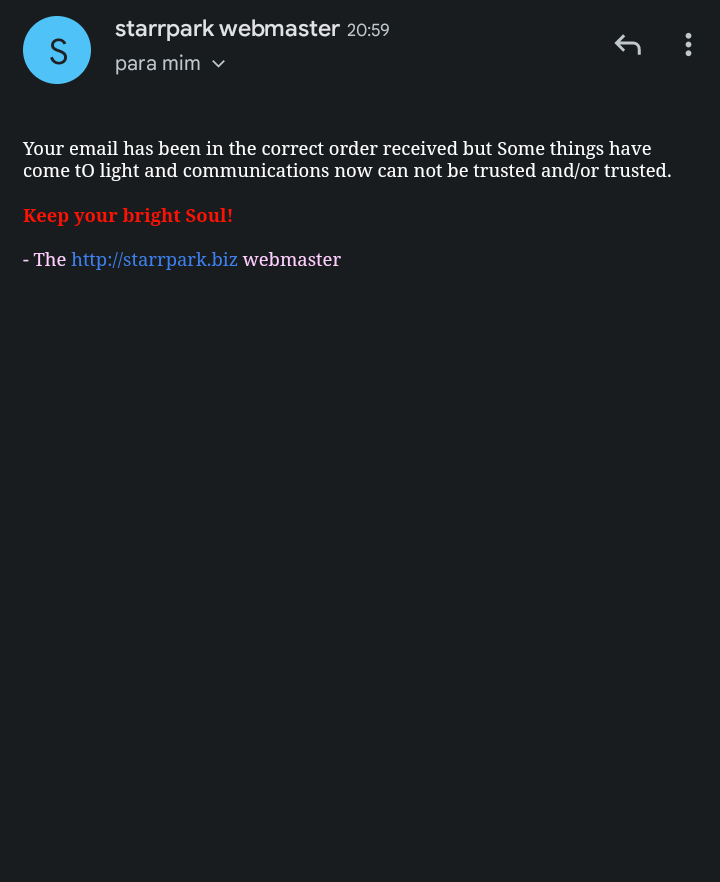 S
starrpark webmaster 20:59
para mim
Your email has been in the correct order received but Some things have
come tO light and communications now can not be trusted and/or trusted.
Keep your bright Soul!
- The http://starrpark.biz webmaster